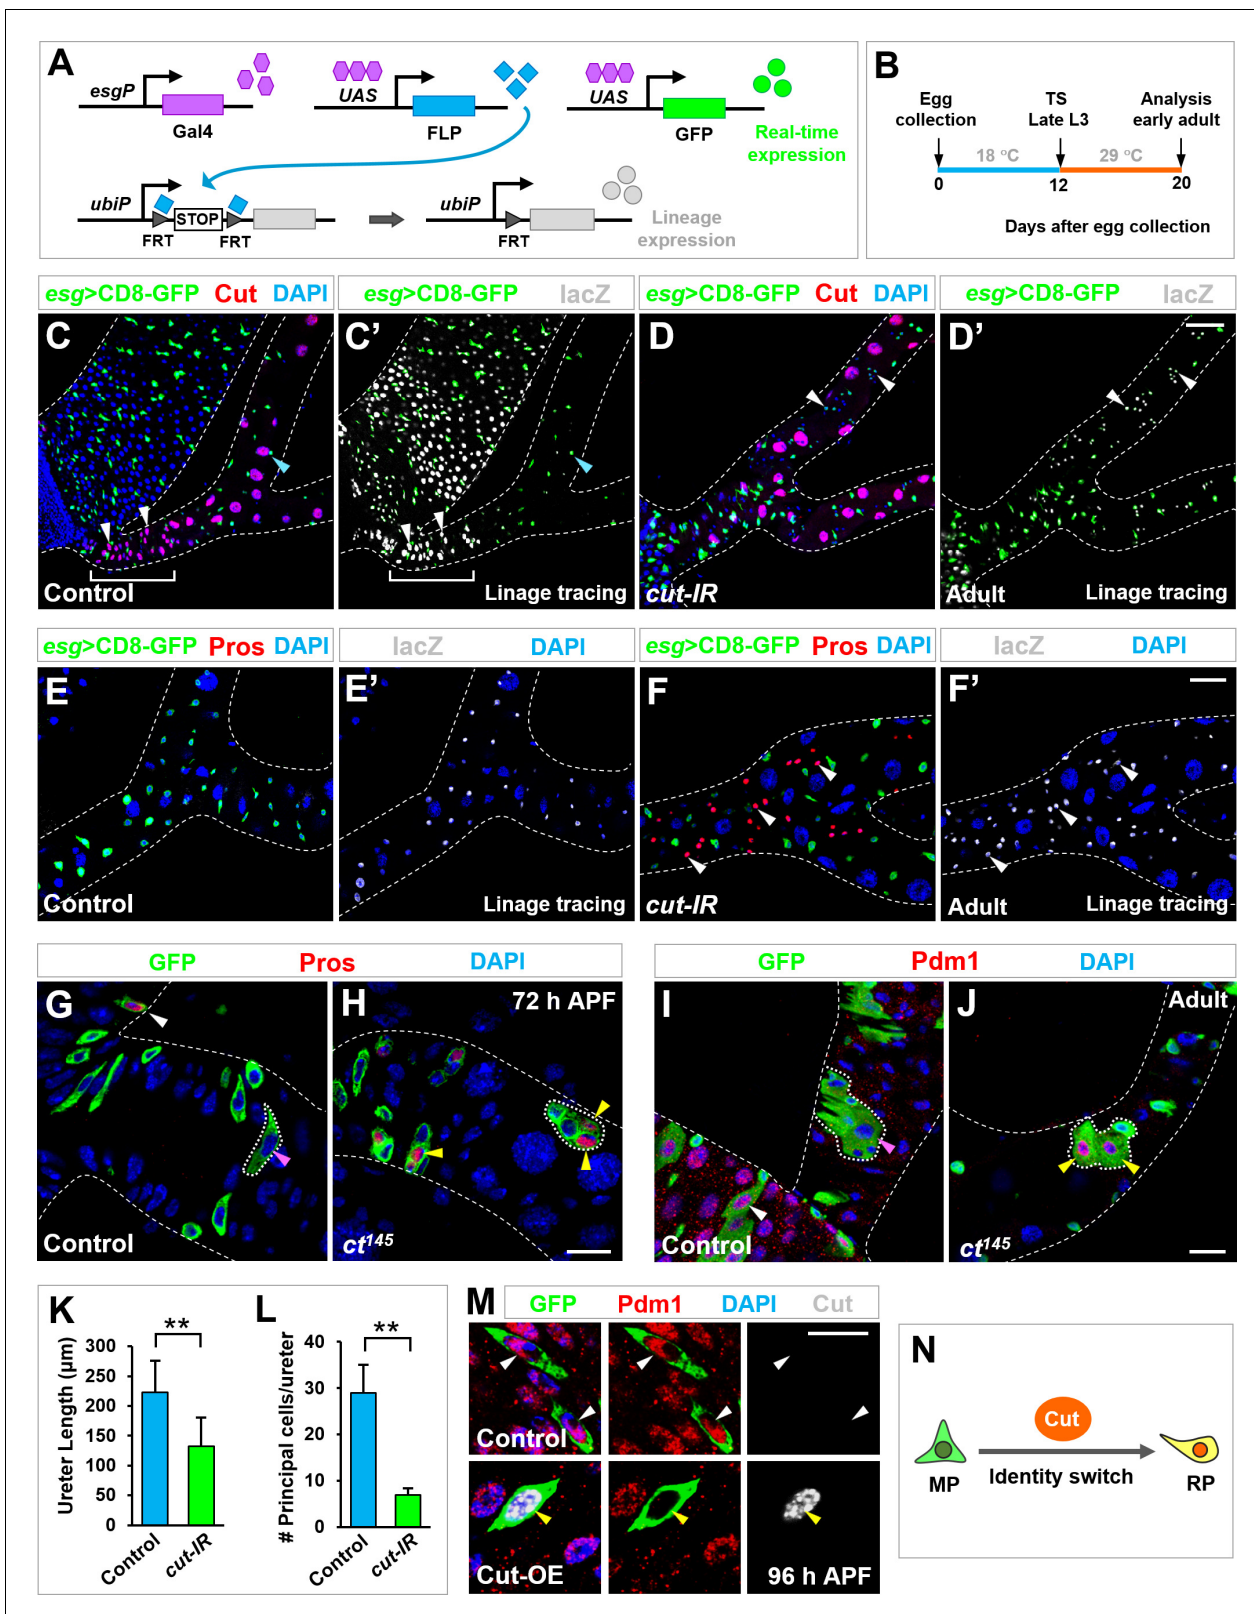 A
esgP
Gal4
UAS
FLP
UAS
GFP
Real-time
expression
ubiP
STOP
FRT
FRT
ubiP
FRT
Lineage
expression
B
Egg
collection
TS
Late L3
Analysis
early adult
18 °C
29 °C
0
12
20
Days after egg collection
esg>CD8-GFP Cut DAPI
esg>CD8-GFP lacZ
esg>CD8-GFP Cut DAPI
esg>CD8-GFP lacZ
C
Control
C'
Linage tracing
D
cut-IR
D'
Adult
Linage tracing
esg>CD8-GFP Pros DAPI
lacZ DAPI
esg>CD8-GFP Pros DAPI
lacZ DAPI
E
Control
E'
Linage tracing
F
cut-IR
F'
Adult
Linage tracing
GFP Pros DAPI
GFP Pdm1 DAPI
G
Control
H
72 h APF
ct145
I
Control
J
Adult
ct145
K
**
Ureter Length (µm)
300
250
200
150
100
50
0
Control
cut-IR
L
**
# Principal cells/ureter
40
30
20
10
0
Control
cut-IR
M
GFP Pdm1 DAPI Cut
Control
Cut-OE
96 h APF
N
Cut
MP
Identity switch
RP